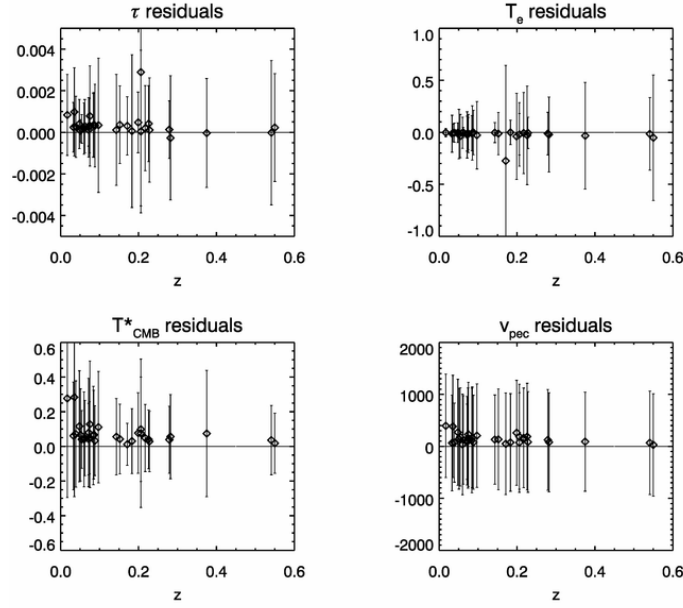 τ residuals
T_e residuals
0.004
0.002
0.000
-0.002
-0.004
0.0 0.2 0.4 0.6
z
1.0
0.5
0.0
-0.5
-1.0
0.0 0.2 0.4 0.6
z
T*_CMB residuals
v_pec residuals
0.6
0.4
0.2
0.0
-0.2
-0.4
-0.6
0.0 0.2 0.4 0.6
z
2000
1000
0
-1000
-2000
0.0 0.2 0.4 0.6
z